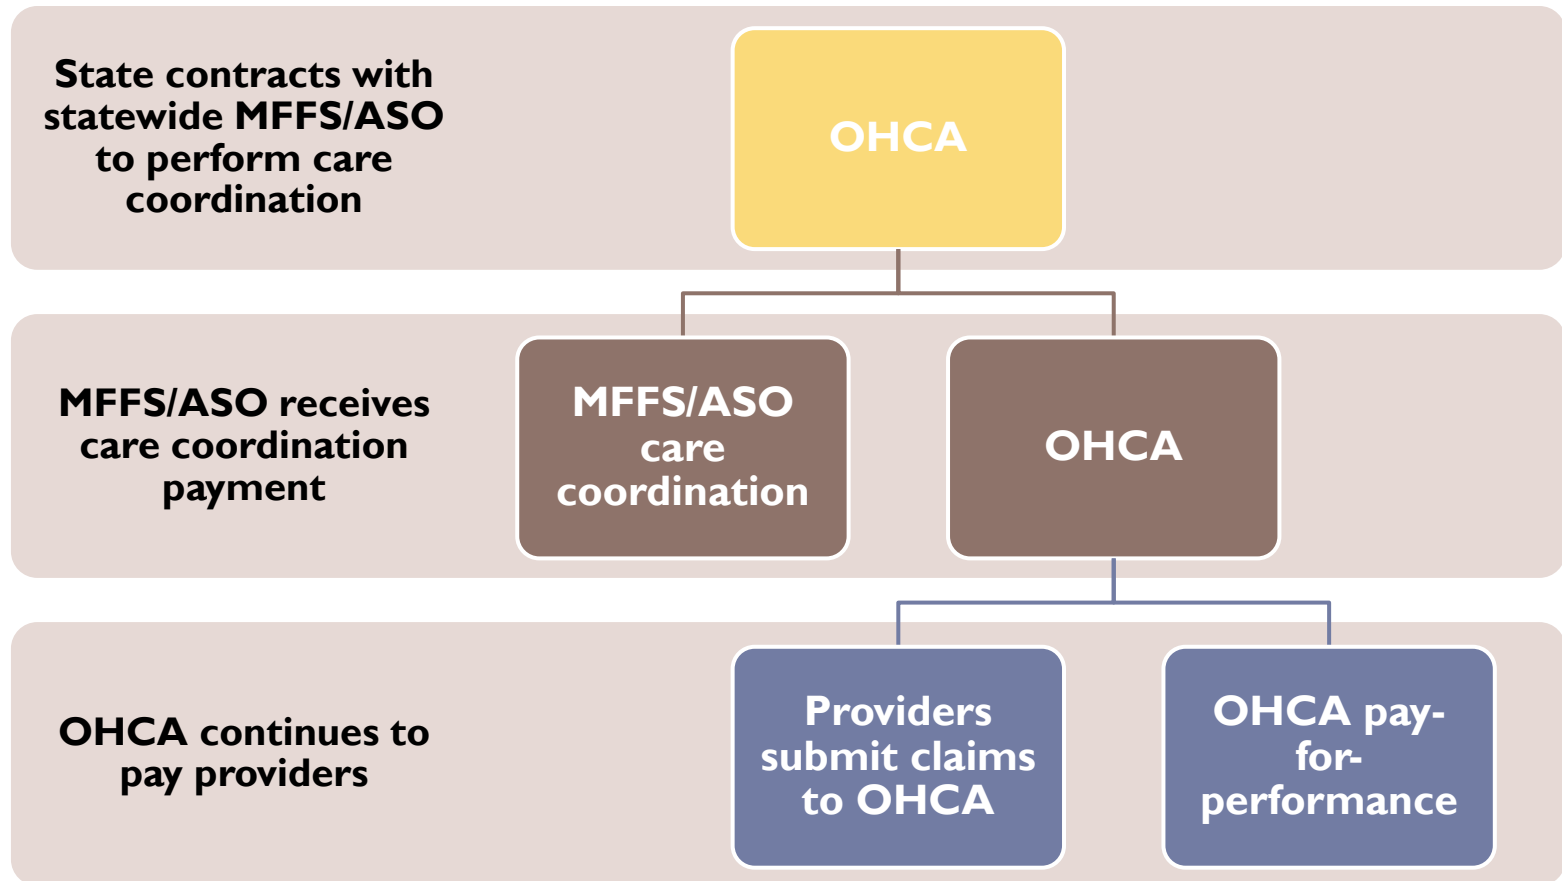 State contracts with
statewide MFFS/ASO
to perform care
coordination
OHCA
MFFS/ASO receives
care coordination
payment
MFFS/ASO
care
coordination
OHCA
OHCA continues to
pay providers
Providers
submit claims
to OHCA
OHCA pay-
for-
performance